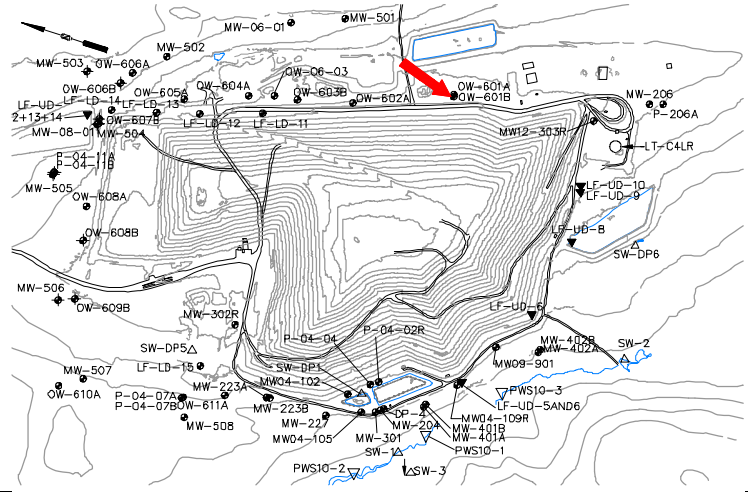 MW-501
MW-06-01
MW-502
MW-503
OW-606A
OW-606B
OW-605A
OW-604A
OW-06-03
OW-603B
OW-602A
OW-601A
OW-601B
MW-206
P-206A
LF-UD-
2+13+14
LF-LD-14
LF-LD-13
OW-607B
MW-08-01
MW-504
LF-LD-12
LF-LD-11
MW12-303R
LT-C4LR
P-04-11A
P-04-11B
MW-505
OW-608A
LF-UD-10
LF-UD-9
OW-608B
LF-UD-8
SW-DP6
MW-506
OW-609B
MW-302R
LF-UD-6
P-04-04
P-04-02R
SW-DP5
MW-402B
MW-402A
SW-2
LF-LD-15
SW-DP1
MW09-901
MW-507
MW-223A
MW04-102
PWS10-3
OW-610A
P-04-07A
P-04-07B
OW-611A
MW-223B
LF-UD-5AND6
MW04-109R
MW-508
MW-227
DP-4
MW-204
MW-401B
MW-401A
MW04-105
MW-301
PWS10-1
SW-1
PWS10-2
SW-3